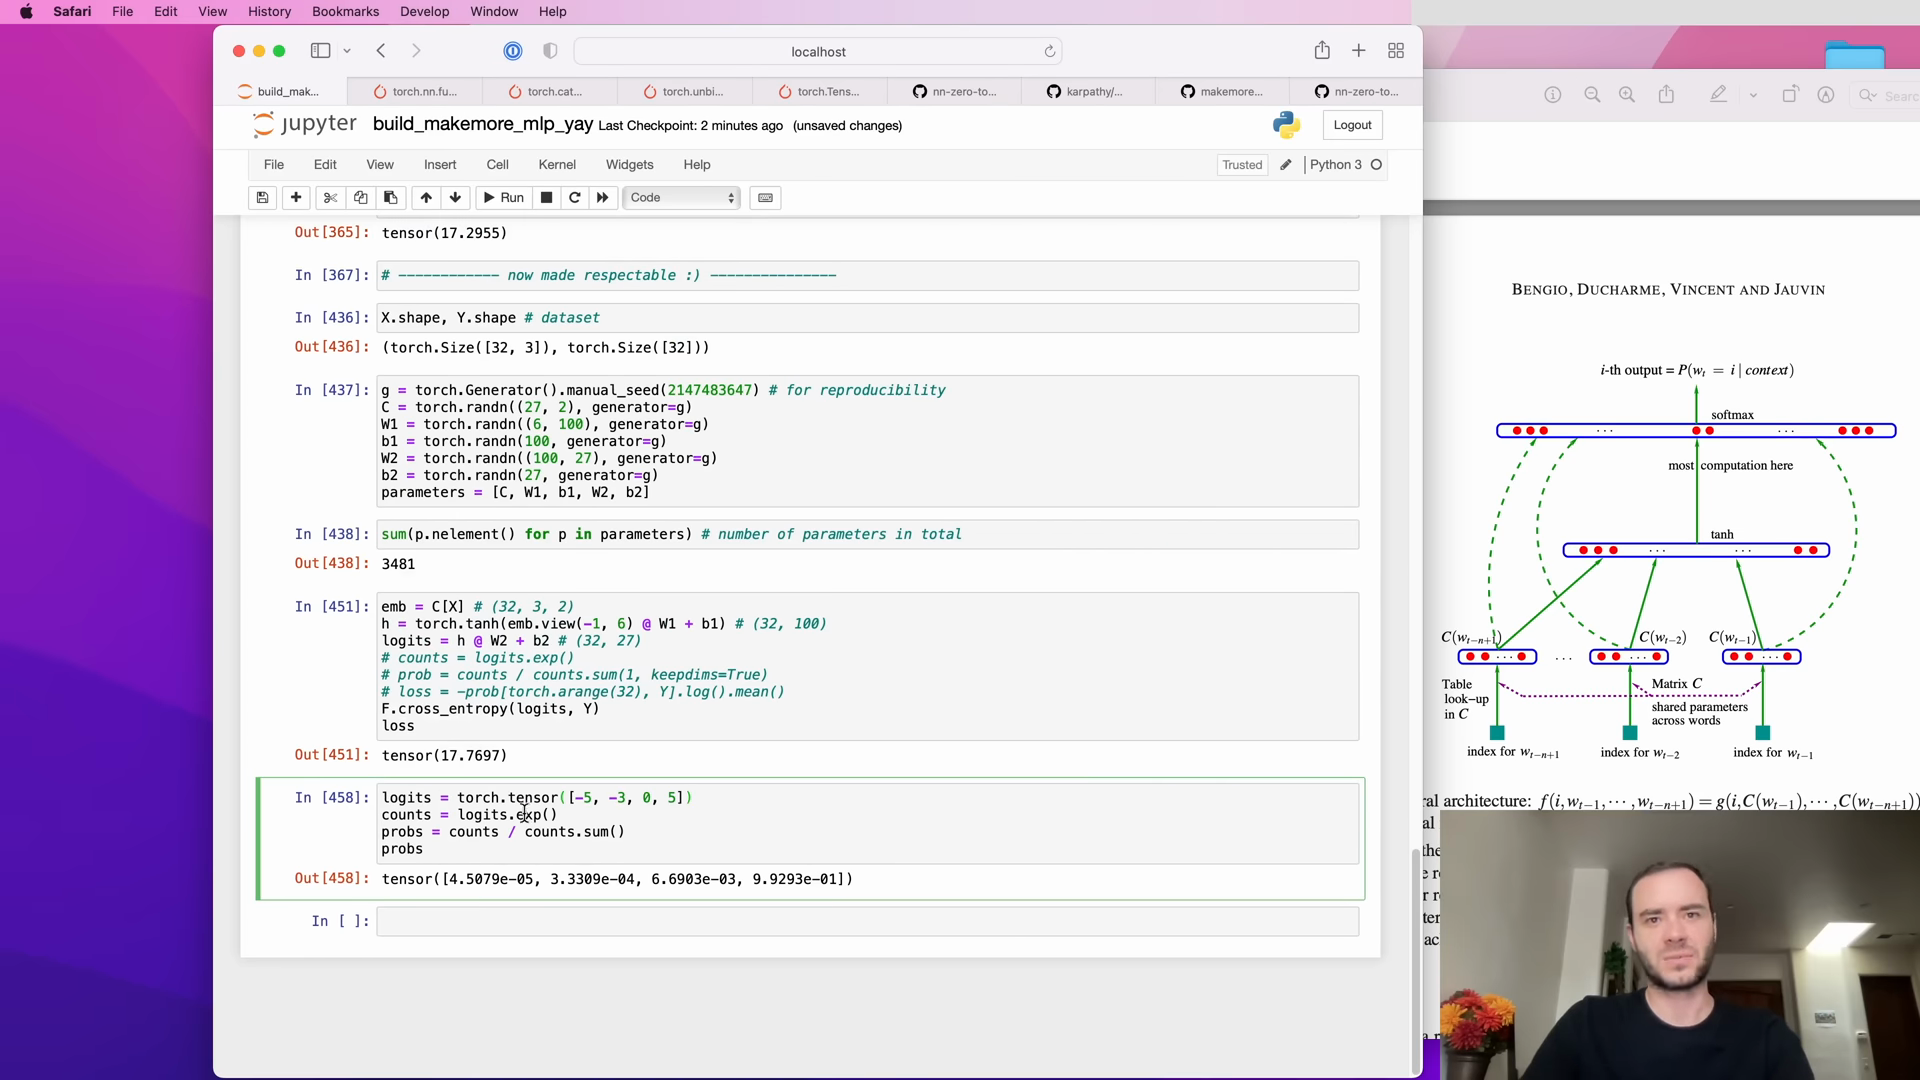 Safari File Edit View History Bookmarks Develop Window Help
localhost
build_mak... torch.nn.fu... torch.cat... torch.unbi... torch.Tens... nn-zero-to... karpathy/... makemore... nn-zero-to...
jupyter build_makemore_mlp_yay Last Checkpoint: 2 minutes ago (unsaved changes) Logout
File Edit View Insert Cell Kernel Widgets Help Trusted Python 3
Run Code
Out[365]: tensor(17.2955)
In [367]: # ------------ now made respectable :) ---------------
In [436]: X.shape, Y.shape # dataset
Out[436]: (torch.Size([32, 3]), torch.Size([32]))
In [437]: g = torch.Generator().manual_seed(2147483647) # for reproducibility
C = torch.randn((27, 2), generator=g)
W1 = torch.randn((6, 100), generator=g)
b1 = torch.randn(100, generator=g)
W2 = torch.randn((100, 27), generator=g)
b2 = torch.randn(27, generator=g)
parameters = [C, W1, b1, W2, b2]
In [438]: sum(p.nelement() for p in parameters) # number of parameters in total
Out[438]: 3481
In [451]: emb = C[X] # (32, 3, 2)
h = torch.tanh(emb.view(-1, 6) @ W1 + b1) # (32, 100)
logits = h @ W2 + b2 # (32, 27)
# counts = logits.exp()
# prob = counts / counts.sum(1, keepdims=True)
# loss = -prob[torch.arange(32), Y].log().mean()
F.cross_entropy(logits, Y)
loss
Out[451]: tensor(17.7697)
In [458]: logits = torch.tensor([-5, -3, 0, 5])
counts = logits.exp()
probs = counts / counts.sum()
probs
Out[458]: tensor([4.5079e-05, 3.3309e-04, 6.6903e-03, 9.9293e-01])
In [ ]:
Search
BENGIO, DUCHARME, VINCENT AND JAUVIN
i-th output = P(w_t = i | context)
softmax
. . . . . .
most computation here
tanh
. . . . . .
C(w_{t−n+1}) C(w_{t−2}) C(w_{t−1})
. . .
Table look–up in C
Matrix C
shared parameters
across words
index for w_{t−n+1} index for w_{t−2} index for w_{t−1}
ral architecture: f(i,w_{t−1},⋯,w_{t−n+1}) = g(i,C(w_{t−1}),⋯,C(w_{t−n+1}))